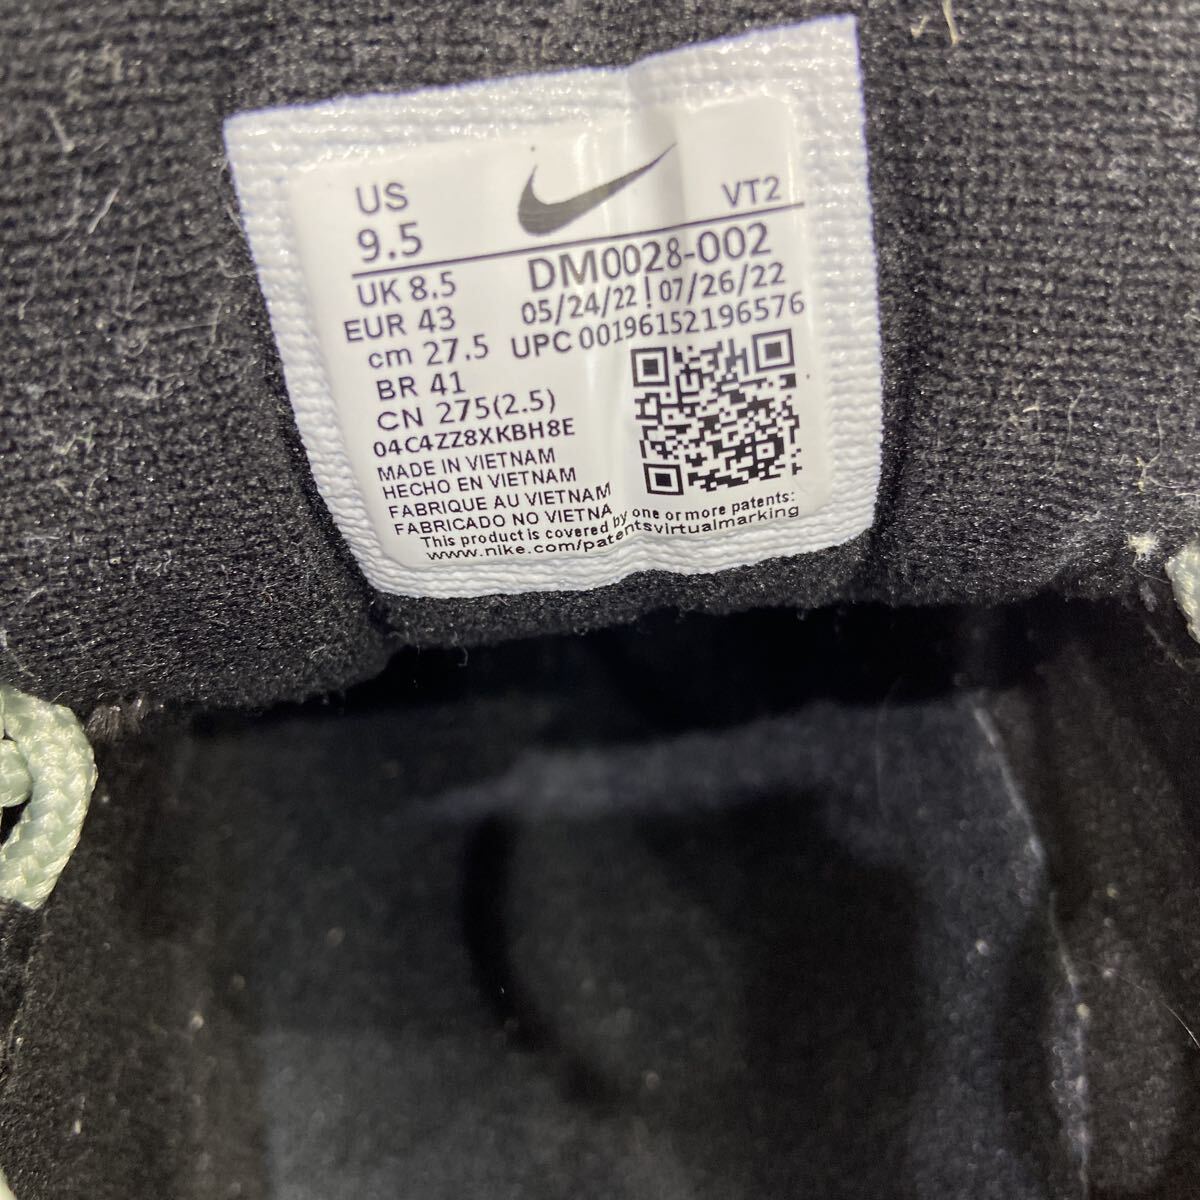 US
9.5
VT2
UK 8.5
EUR 43
cm 27.5
BR 41
CN 275(2.5)
DM0028-002
05/24/22 | 07/26/22
UPC 00196152196576
04C4ZZ8XKBH8E
MADE IN VIETNAM
HECHO EN VIETNAM
FABRIQUE AU VIETNAM
FABRICADO NO VIETNA
This product is covered by one or more patents:
www.nike.com/patentsvirtualmarking